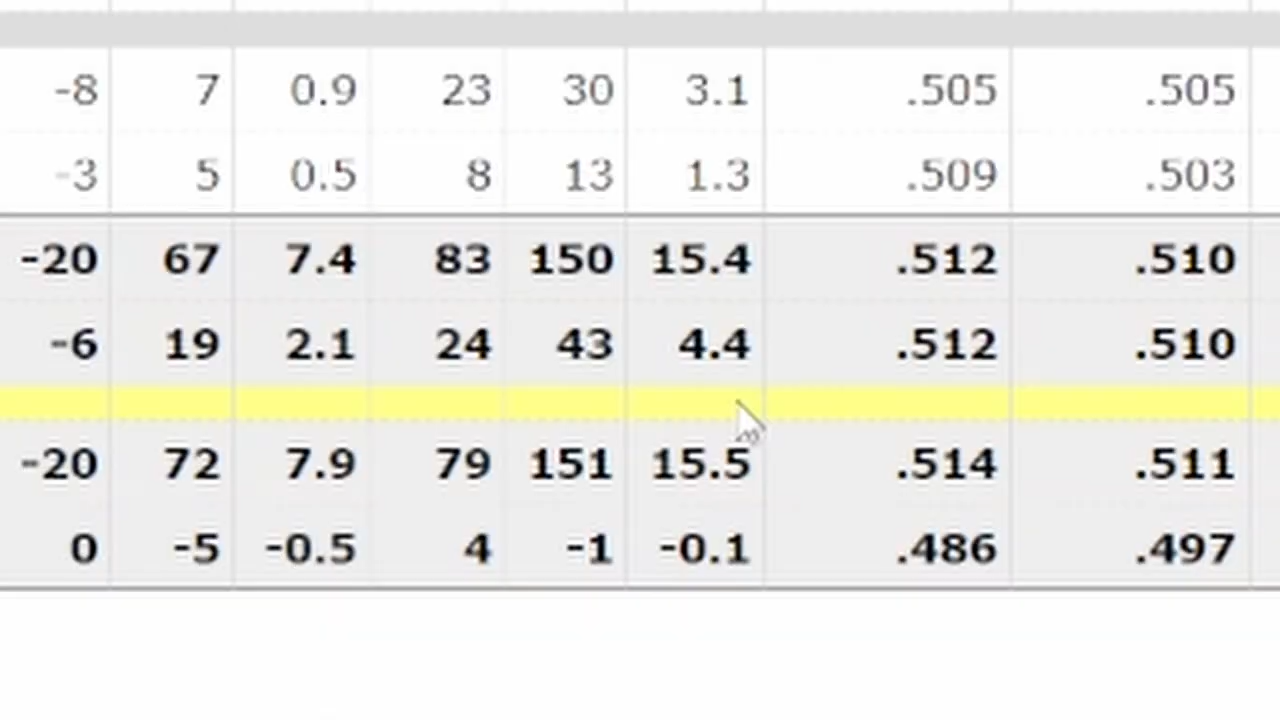 -8 7 0.9 23 30 3.1 .505 .505
-3 5 0.5 8 13 1.3 .509 .503
-20 67 7.4 83 150 15.4 .512 .510
-6 19 2.1 24 43 4.4 .512 .510
-20 72 7.9 79 151 15.5 .514 .511
0 -5 -0.5 4 -1 -0.1 .486 .497